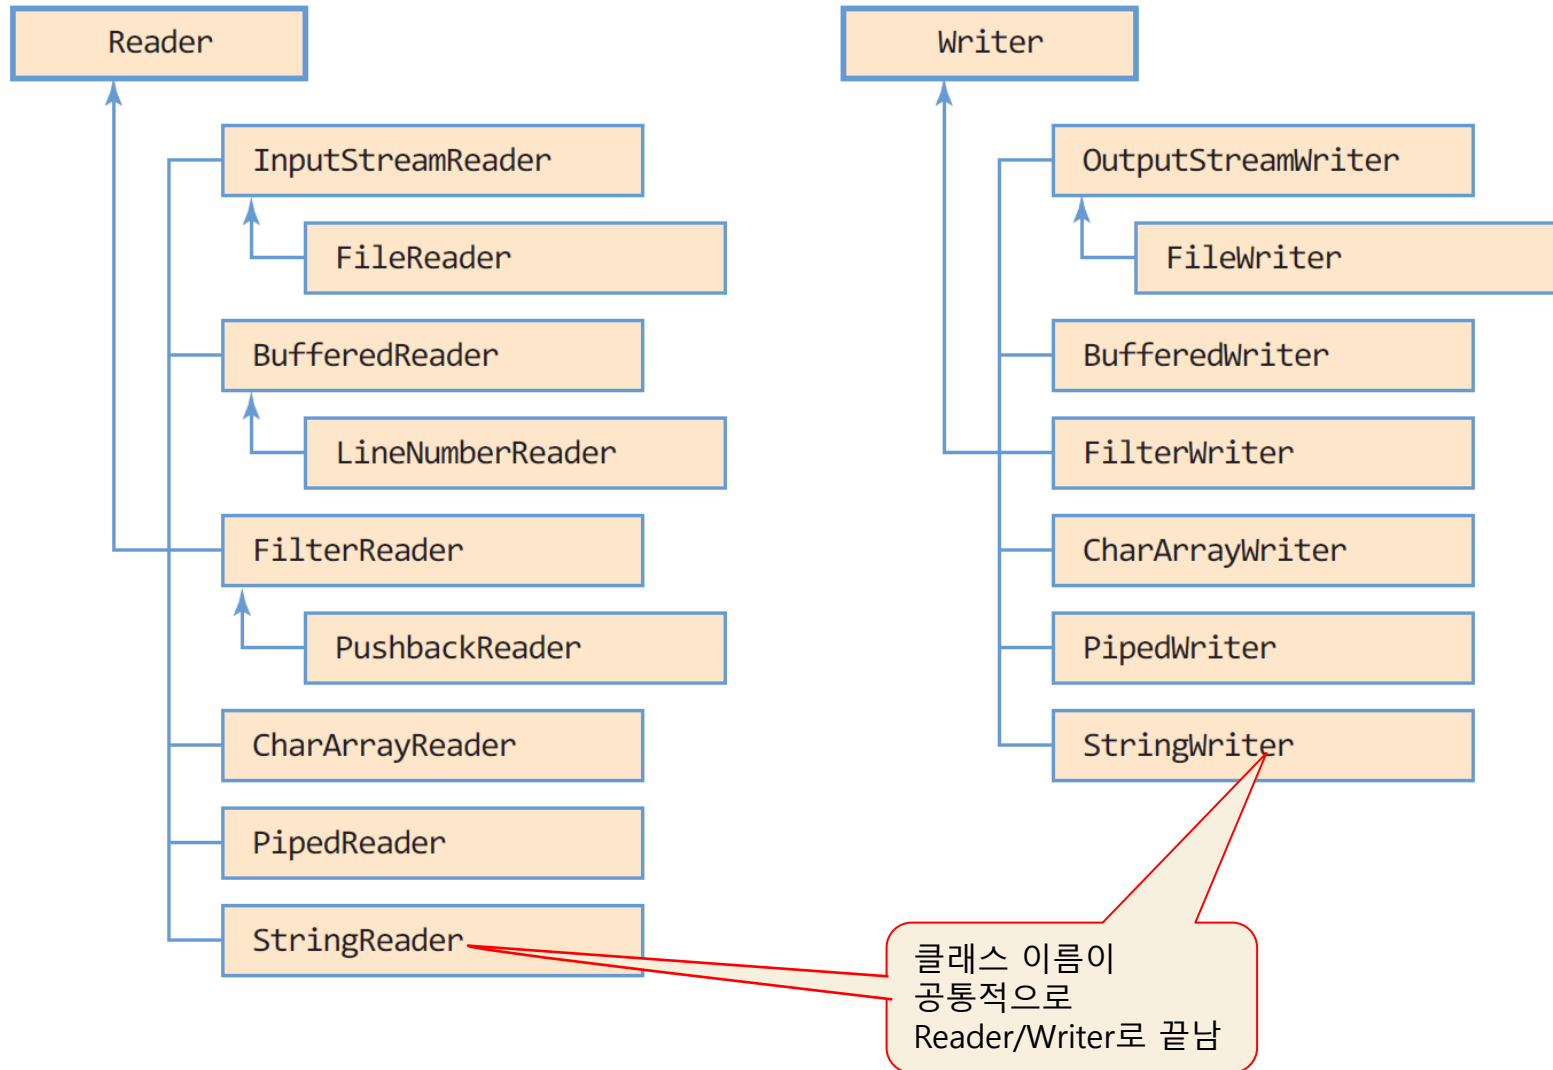 Reader
InputStreamReader
FileReader
BufferedReader
LineNumberReader
FilterReader
PushbackReader
CharArrayReader
PipedReader
StringReader
Writer
OutputStreamWriter
FileWriter
BufferedWriter
FilterWriter
CharArrayWriter
PipedWriter
StringWriter
클래스 이름이
공통적으로
Reader/Writer로 끝남